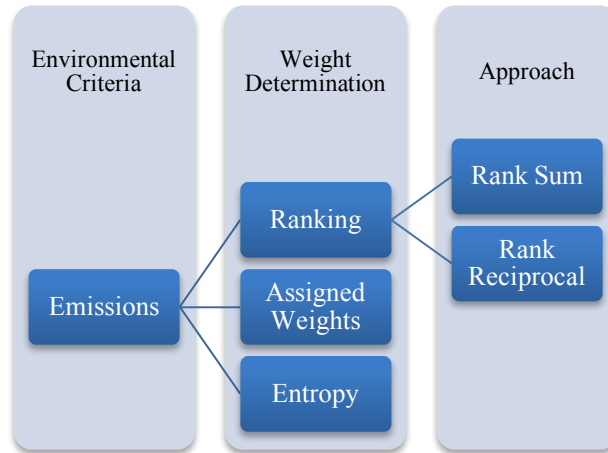 Environmental
Criteria
Weight
Determination
Approach
Emissions
Ranking
Assigned
Weights
Entropy
Rank Sum
Rank
Reciprocal